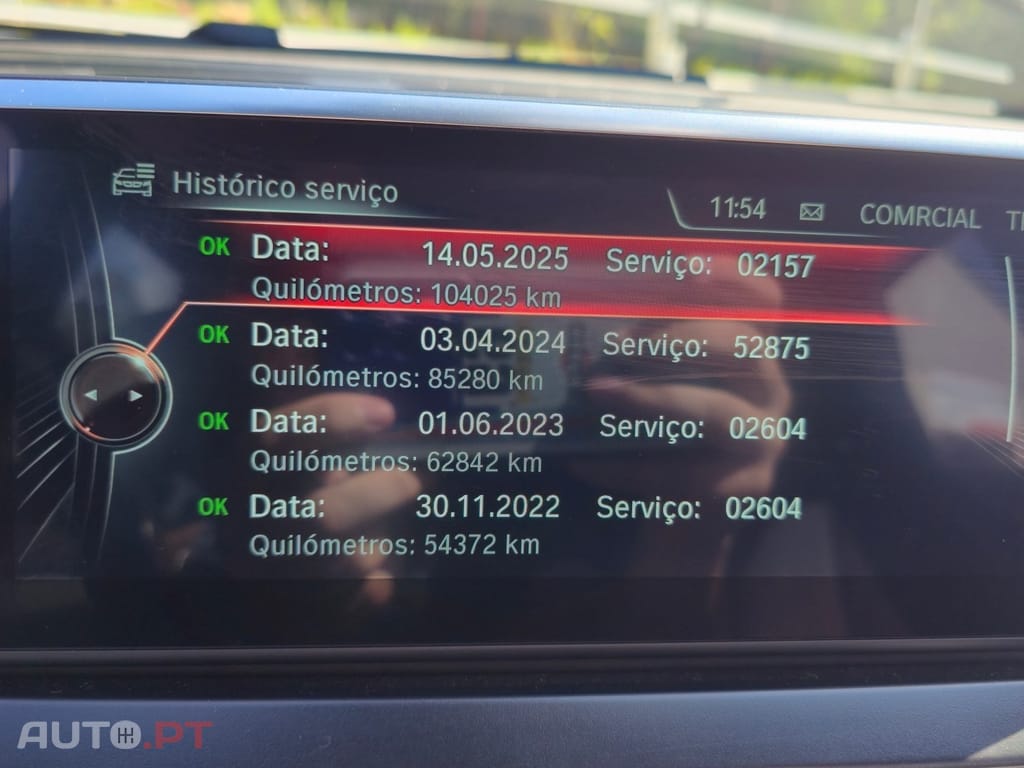 Histórico serviço
11:54 COMRCIAL
OK Data: 14.05.2025 Serviço: 02157
Quilómetros: 104025 km
OK Data: 03.04.2024 Serviço: 52875
Quilómetros: 85280 km
OK Data: 01.06.2023 Serviço: 02604
Quilómetros: 62842 km
OK Data: 30.11.2022 Serviço: 02604
Quilómetros: 54372 km
AUTO.PT